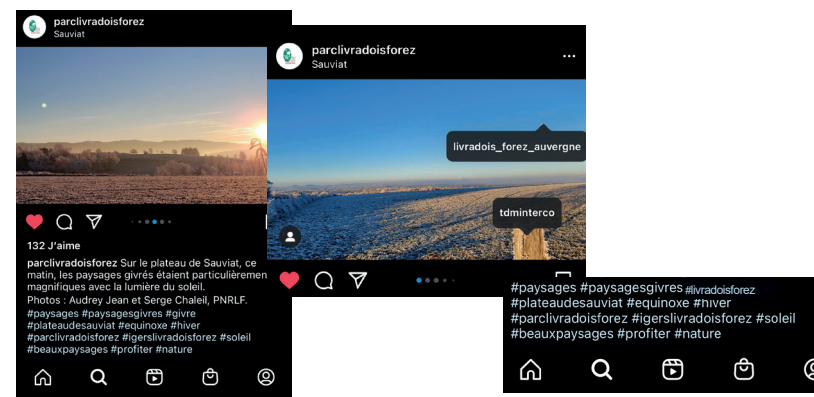 parclivradoisforez
Sauviat
132 J'aime
parclivradoisforez Sur le plateau de Sauviat, ce
matin, les paysages givrés étaient particulièremen
magnifiques avec la lumière du soleil.
Photos : Audrey Jean et Serge Chaleil, PNRLF.
#paysages #paysagesgivres #givre
#plateaudesauviat #equinoxe #hiver
#parclivradoisforez #igerslivradoisforez #soleil
#beauxpaysages #profiter #nature
parclivradoisforez
Sauviat
livradois_forez_auvergne
tdminterco
#paysages #paysagesgivres #livradoisforez
#plateaudesauviat #equinoxe #hiver
#parclivradoisforez #igerslivradoisforez #soleil
#beauxpaysages #profiter #nature